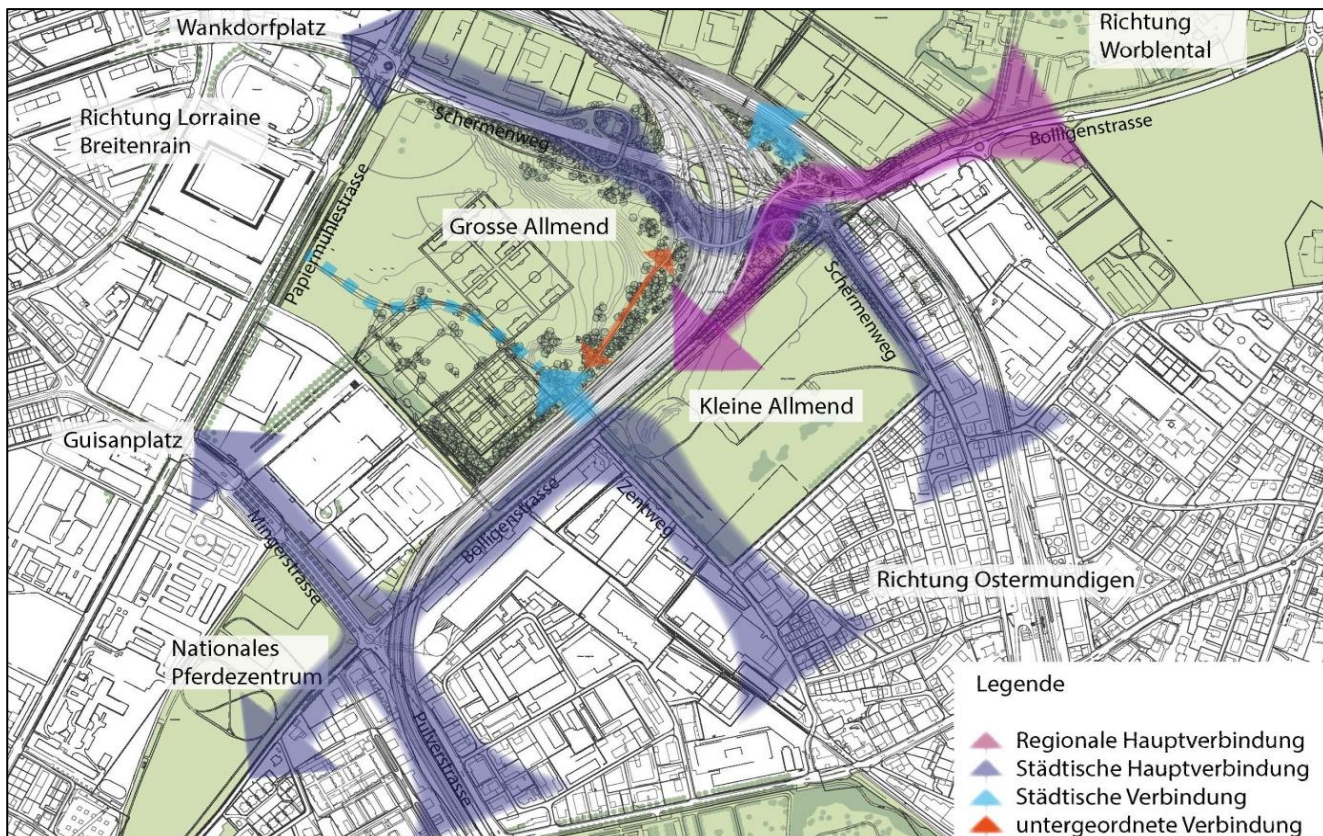 Wankdorfplatz
Richtung
Worblental
Richtung Lorraine
Breitenrain
Schermenweg
Bolligenstrasse
Papiermühlestrasse
Grosse Allmend
Schermenweg
Kleine Allmend
Guisanplatz
Mingerstrasse
Bolligenstrasse
Zentweg
Richtung Ostermundigen
Nationales
Pferdezentrum
Pulverstrasse
Legende
Regionale Hauptverbindung
Städtische Hauptverbindung
Städtische Verbindung
untergeordnete Verbindung